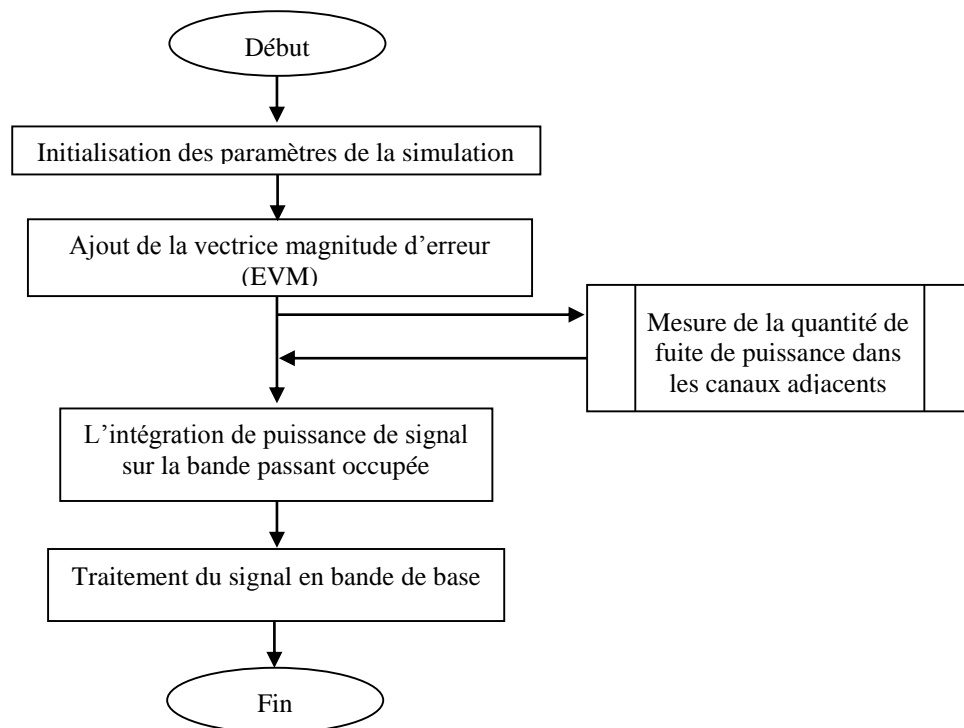 Début
Initialisation des paramètres de la simulation
Ajout de la vectrice magnitude d’erreur
(EVM)
Mesure de la quantité de
fuite de puissance dans
les canaux adjacents
L’intégration de puissance de signal
sur la bande passant occupée
Traitement du signal en bande de base
Fin